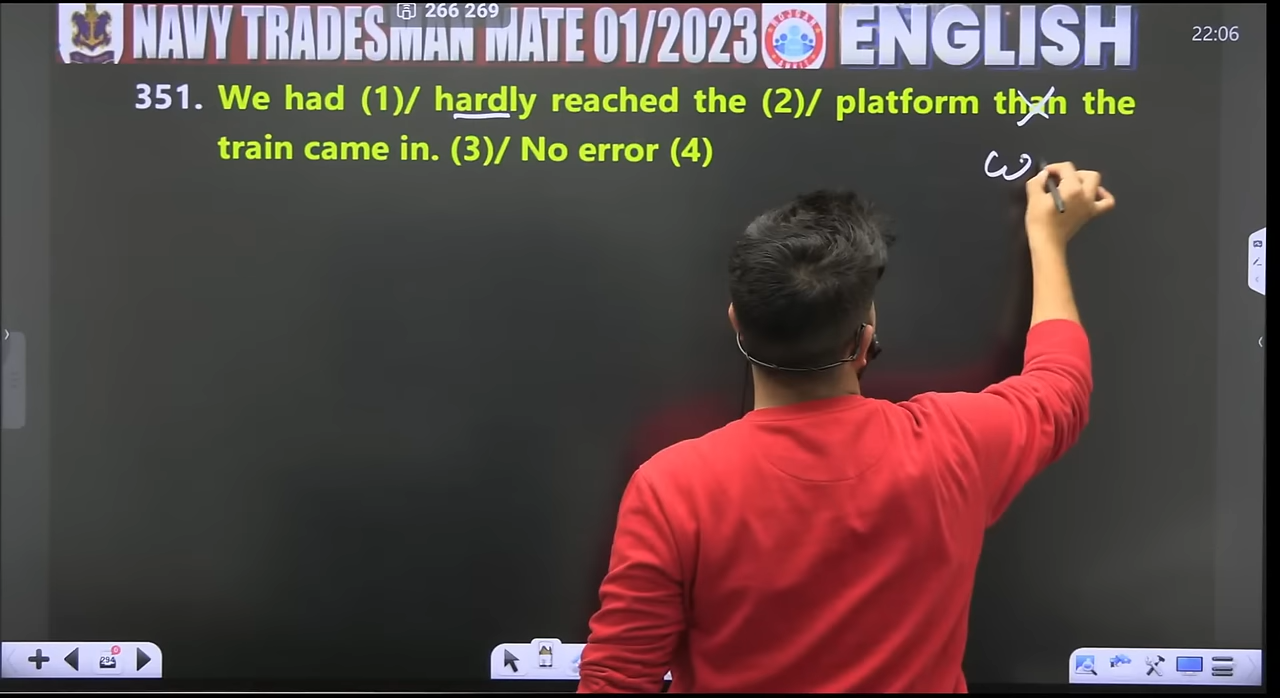 266 269
NAVY TRADESMAN MATE 01/2023 ENGLISH
22:06
351. We had (1)/ hardly reached the (2)/ platform than the
train came in. (3)/ No error (4)
W
294